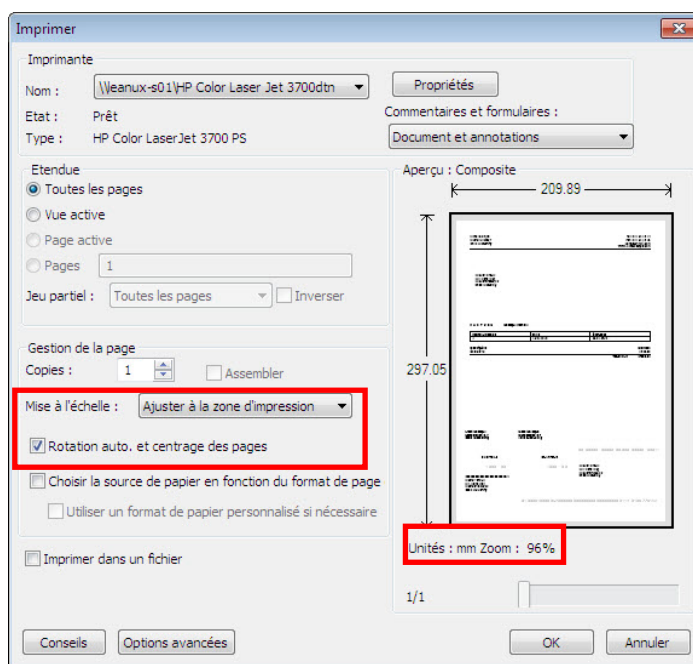 Imprimer
Imprimante
Nom : \\leanux-s01\HP Color Laser Jet 3700dtn Propriétés
Etat : Prêt Commentaires et formulaires :
Type : HP Color LaserJet 3700 PS Document et annotations
Etendue
Toutes les pages
Vue active
Page active
Pages 1
Jeu partiel : Toutes les pages Inverser
Gestion de la page
Copies : 1 Assembler
Mise à l'échelle : Ajuster à la zone d'impression
Rotation auto. et centrage des pages
Choisir la source de papier en fonction du format de page
Utiliser un format de papier personnalisé si nécessaire
Imprimer dans un fichier
Aperçu : Composite
209.89
297.05
Unités : mm Zoom : 96%
1/1
Conseils Options avancées OK Annuler